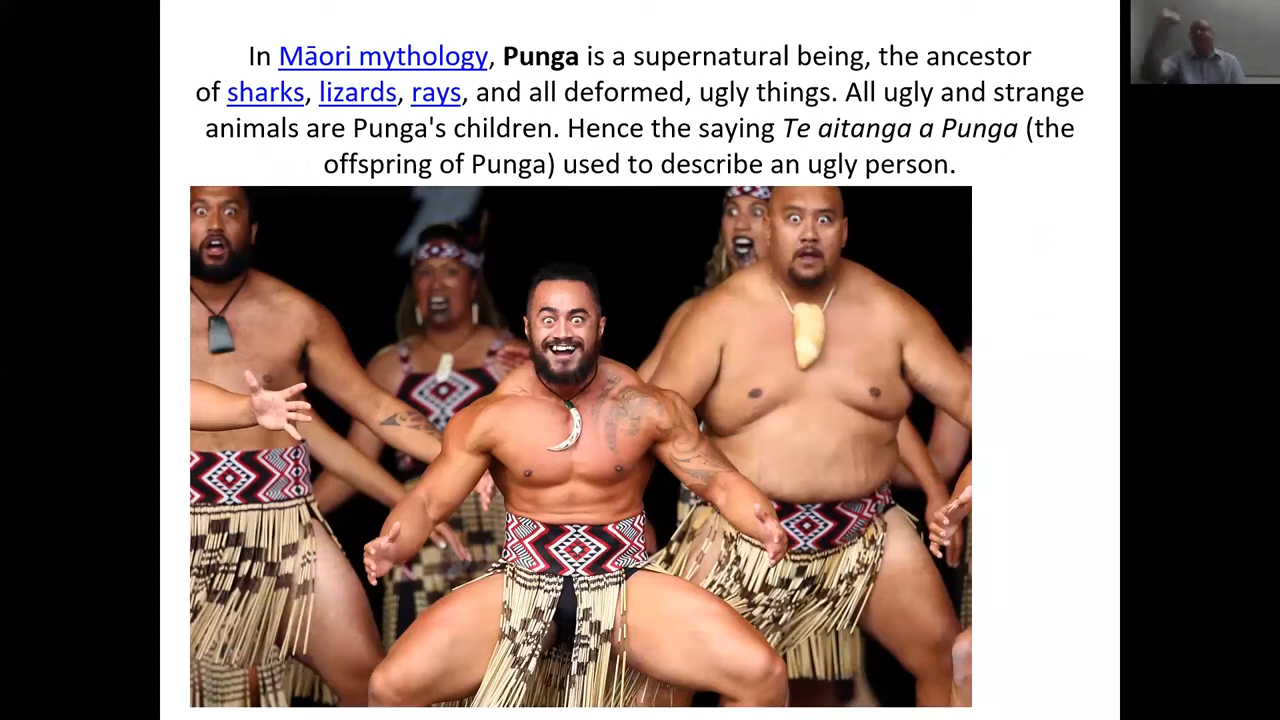 In Māori mythology, Punga is a supernatural being, the ancestor
of sharks, lizards, rays, and all deformed, ugly things. All ugly and strange
animals are Punga's children. Hence the saying Te aitanga a Punga (the
offspring of Punga) used to describe an ugly person.